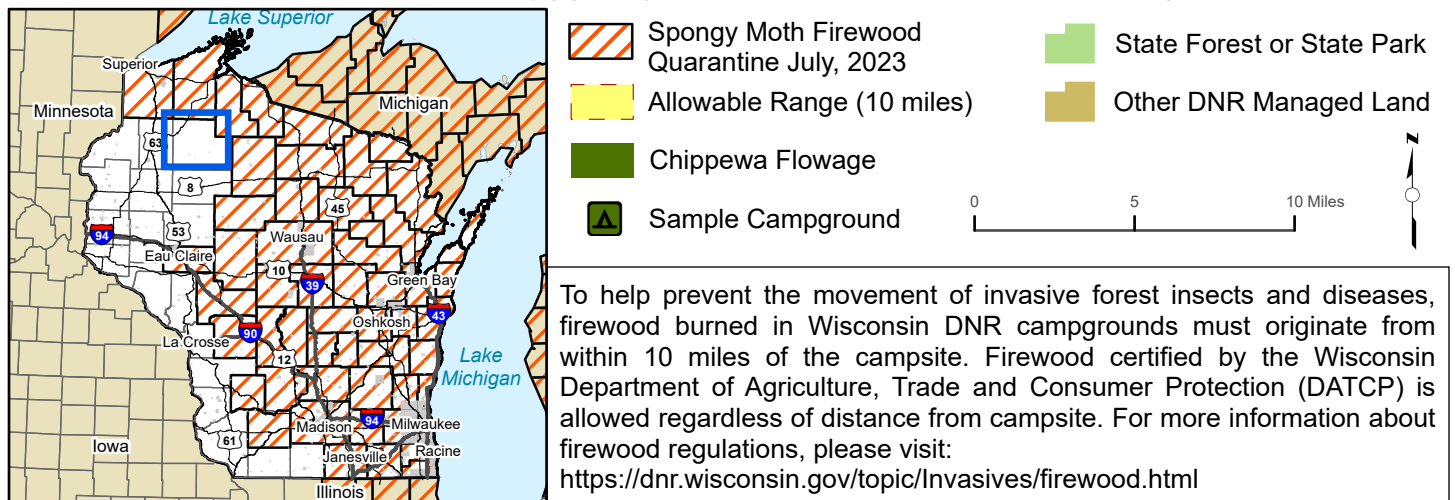 Lake Superior
Superior
Minnesota
Michigan
63
8
45
53
94
Wausau
Eau Claire
10
Green Bay
39
43
Oshkosh
90
La Crosse
12
Lake
Michigan
94
Madison
Milwaukee
61
Iowa
Janesville
Racine
Illinois
Spongy Moth Firewood
Quarantine July, 2023
Allowable Range (10 miles)
Chippewa Flowage
Sample Campground
State Forest or State Park
Other DNR Managed Land
0 5 10 Miles
N
To help prevent the movement of invasive forest insects and diseases,
firewood burned in Wisconsin DNR campgrounds must originate from
within 10 miles of the campsite. Firewood certified by the Wisconsin
Department of Agriculture, Trade and Consumer Protection (DATCP) is
allowed regardless of distance from campsite. For more information about
firewood regulations, please visit:
https://dnr.wisconsin.gov/topic/Invasives/firewood.html